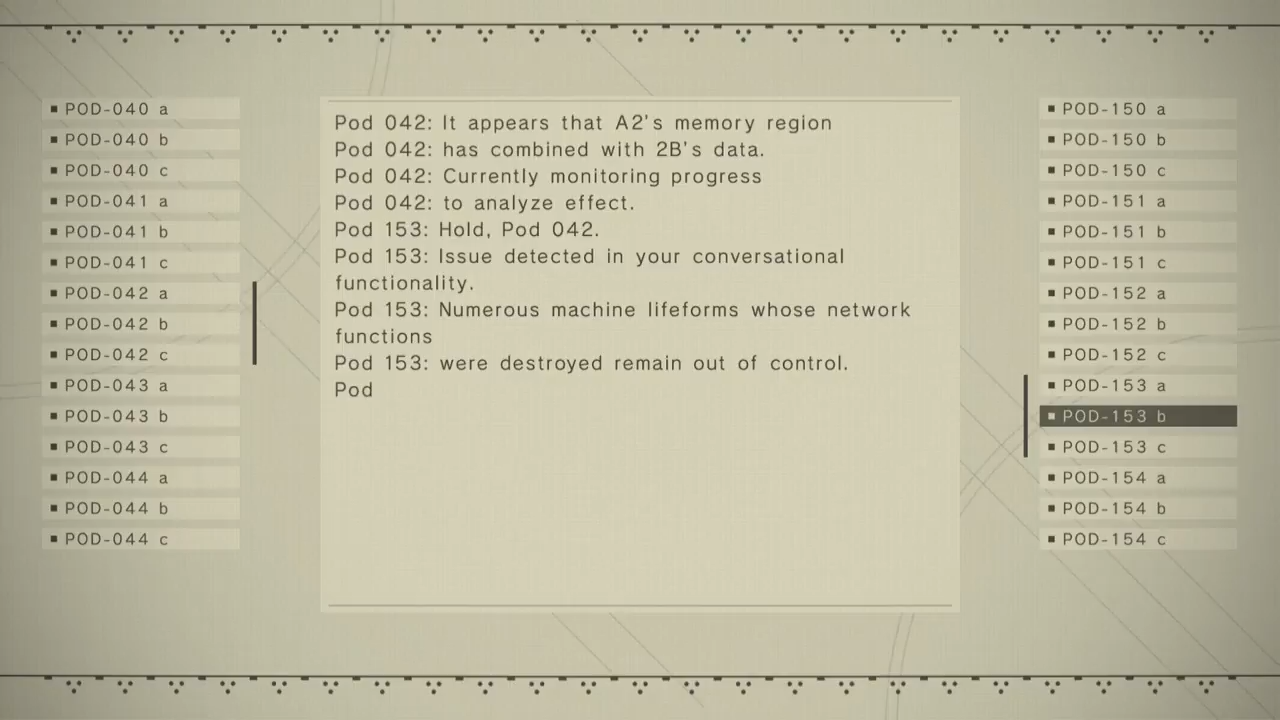 POD-040 a
POD-040 b
POD-040 c
POD-041 a
POD-041 b
POD-041 c
POD-042 a
POD-042 b
POD-042 c
POD-043 a
POD-043 b
POD-043 c
POD-044 a
POD-044 b
POD-044 c
Pod 042: It appears that A2's memory region
Pod 042: has combined with 2B's data.
Pod 042: Currently monitoring progress
Pod 042: to analyze effect.
Pod 153: Hold, Pod 042.
Pod 153: Issue detected in your conversational
functionality.
Pod 153: Numerous machine lifeforms whose network
functions
Pod 153: were destroyed remain out of control.
Pod
POD-150 a
POD-150 b
POD-150 c
POD-151 a
POD-151 b
POD-151 c
POD-152 a
POD-152 b
POD-152 c
POD-153 a
POD-153 b
POD-153 c
POD-154 a
POD-154 b
POD-154 c